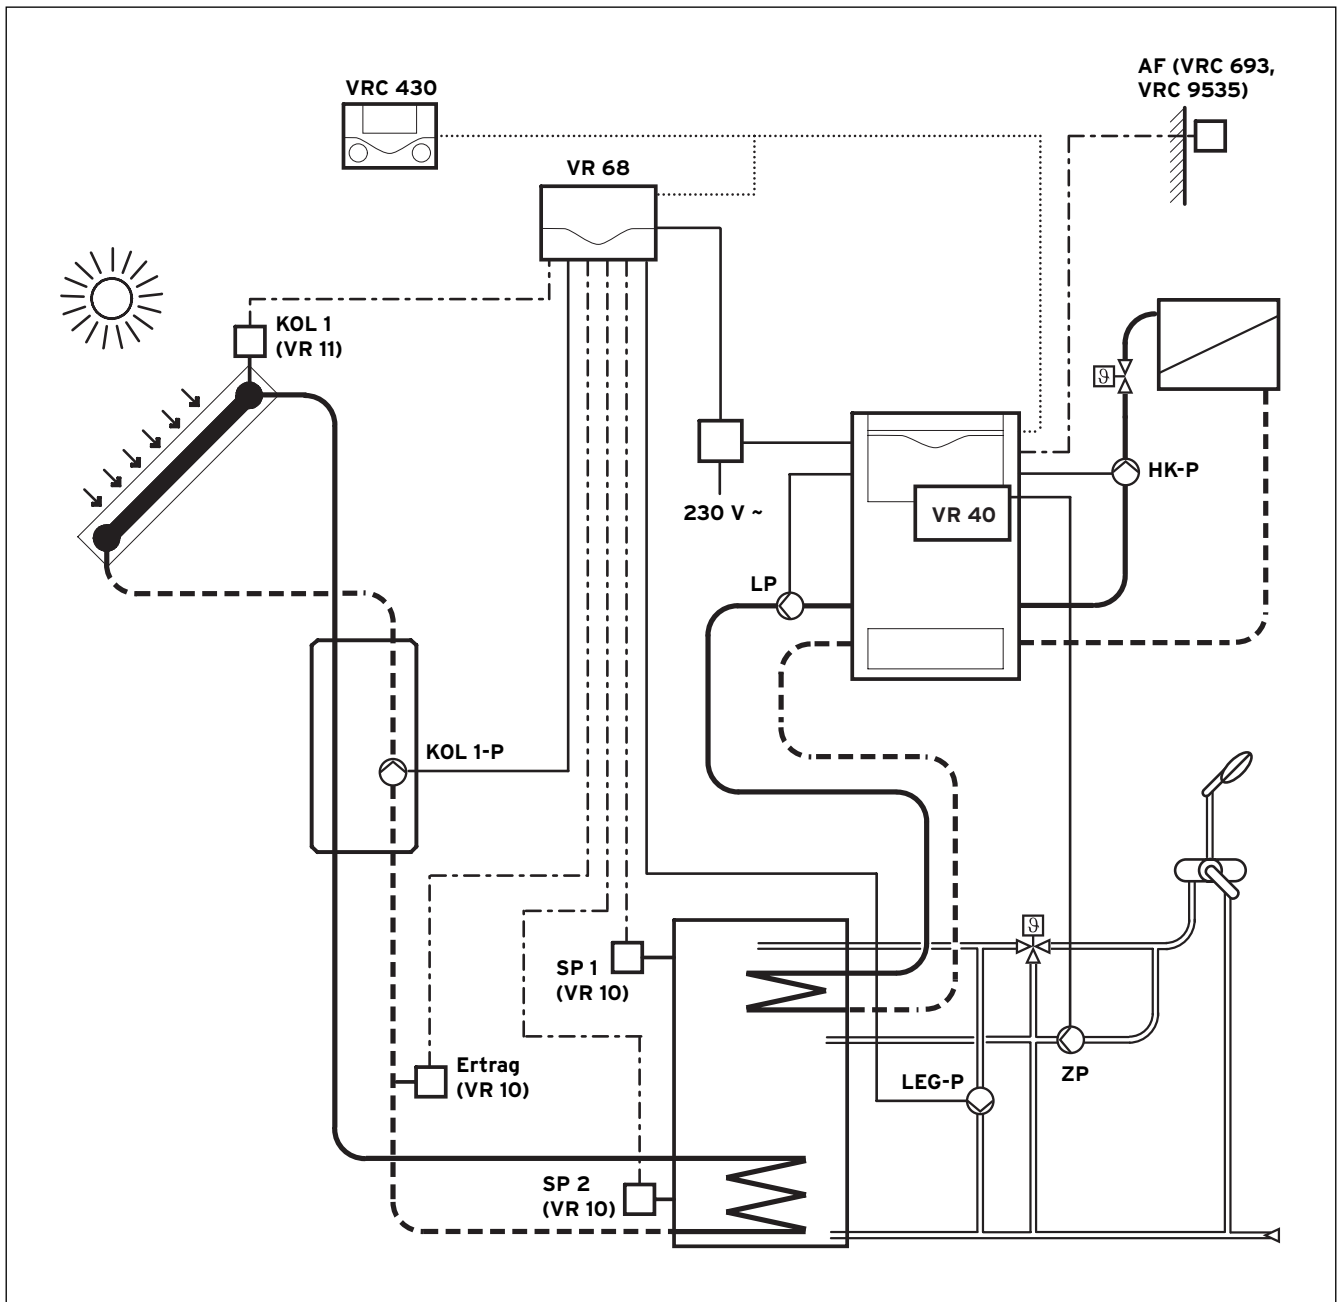 AF (VRC 693,
VRC 9535)
VRC 430
VR 68
KOL 1
(VR 11)
ϑ
HK-P
230 V ~
VR 40
LP
KOL 1-P
ϑ
SP 1
(VR 10)
Ertrag
(VR 10)
LEG-P
ZP
SP 2
(VR 10)